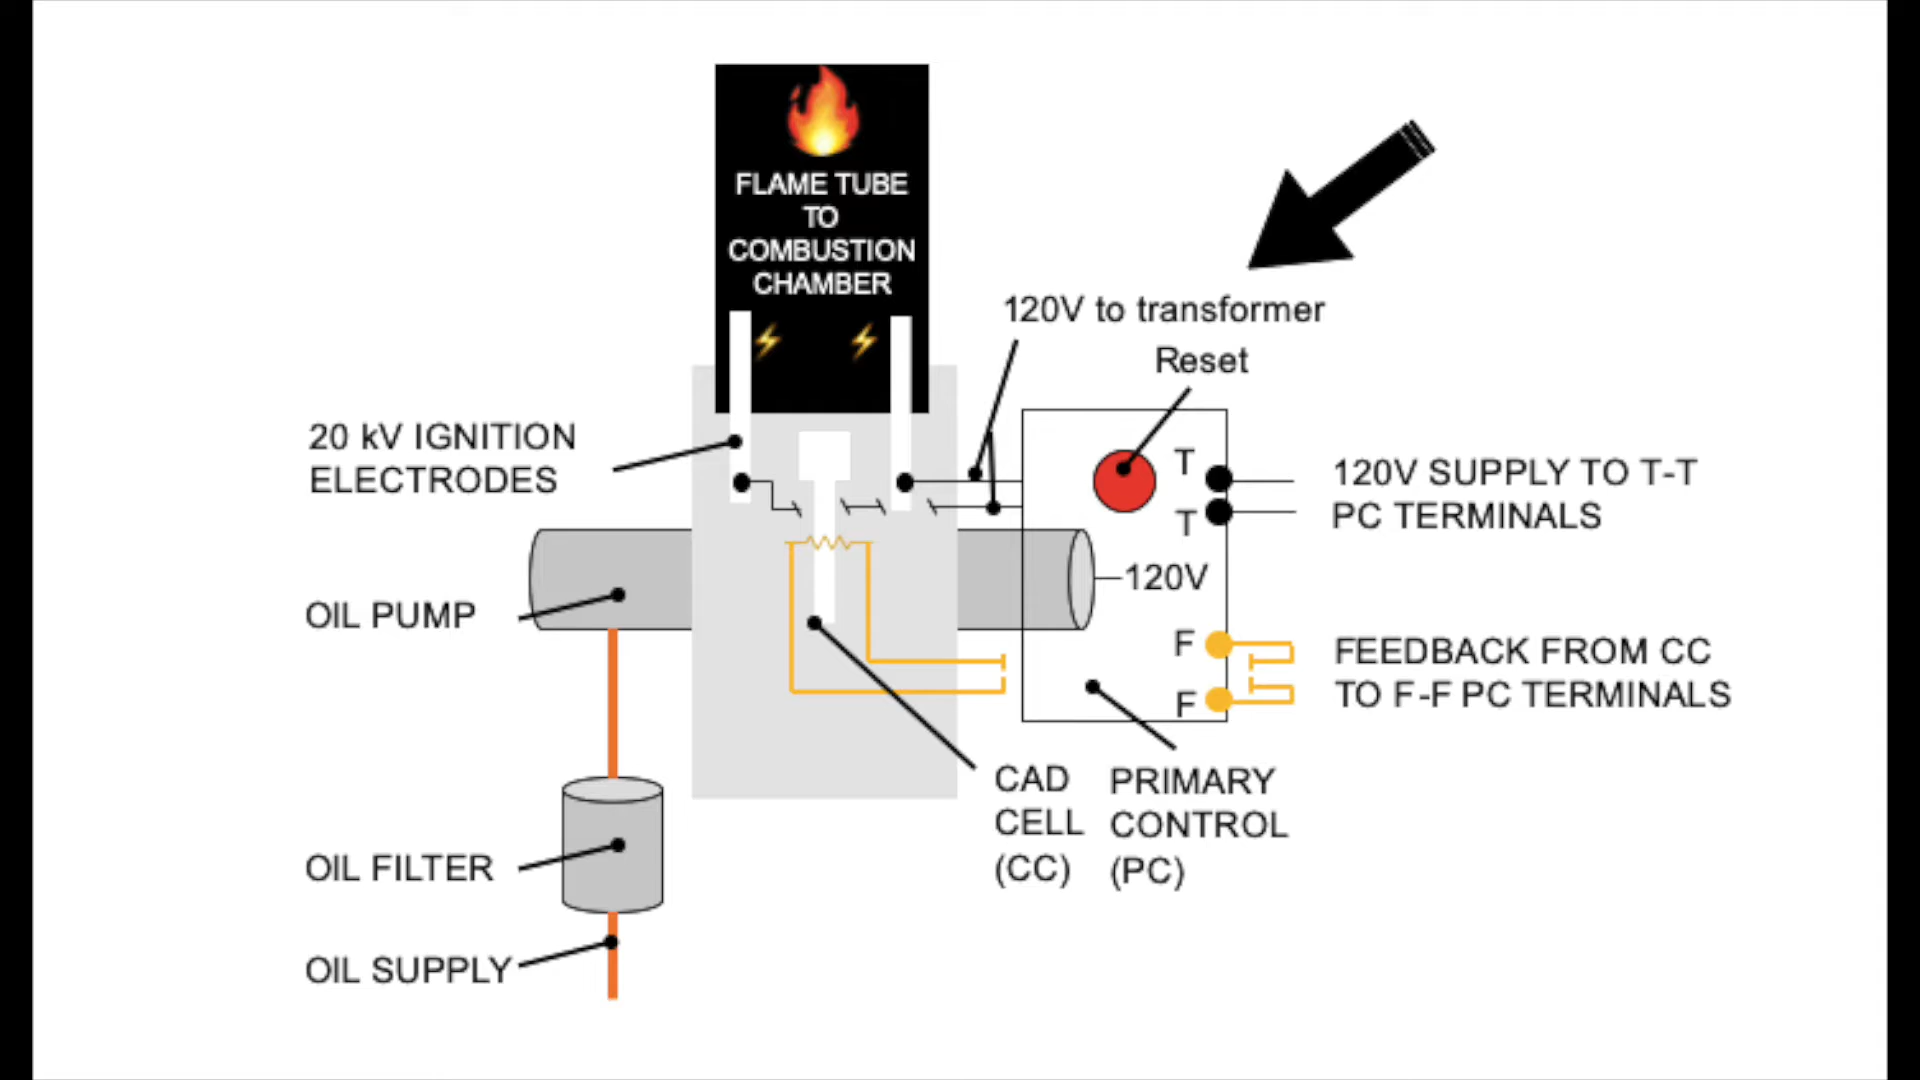 FLAME TUBE
TO
COMBUSTION
CHAMBER
120V to transformer
Reset
20 kV IGNITION
ELECTRODES
T
T
120V SUPPLY TO T-T
PC TERMINALS
120V
OIL PUMP
F
F
FEEDBACK FROM CC
TO F-F PC TERMINALS
CAD
CELL
(CC)
PRIMARY
CONTROL
(PC)
OIL FILTER
OIL SUPPLY